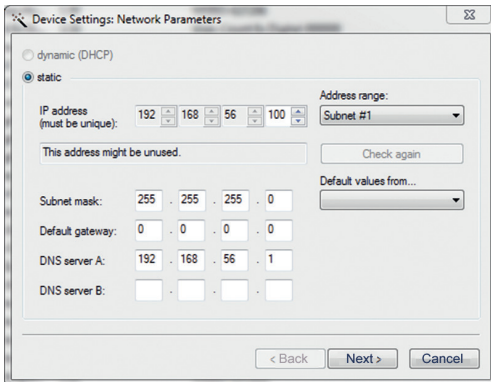 Device Settings: Network Parameters
dynamic (DHCP)
static
Address range:
IP address
(must be unique):
192 168 56 100
Subnet #1
This address might be unused.
Check again
Default values from...
Subnet mask:
255 . 255 . 255 . 0
Default gateway:
0 . 0 . 0 . 0
DNS server A:
192 . 168 . 56 . 1
DNS server B:
. . .
< Back
Next >
Cancel